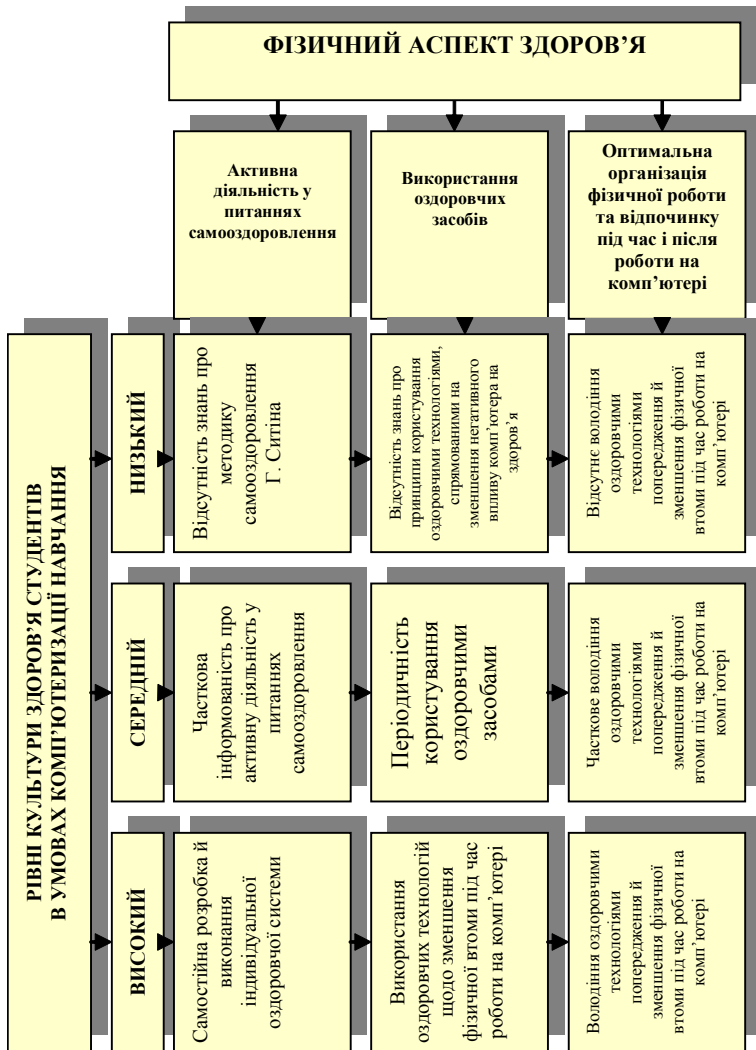 ФІЗИЧНИЙ АСПЕКТ ЗДОРОВ’Я
Активна
діяльність у
питаннях
самооздоровлення
Використання
оздоровчих
засобів
Оптимальна
організація
фізичної роботи
та відпочинку
під час і після
роботи на
комп’ютері
РІВНІ КУЛЬТУРИ ЗДОРОВ’Я СТУДЕНТІВ
В УМОВАХ КОМП’ЮТЕРИЗАЦІЇ НАВЧАННЯ
НИЗЬКИЙ
Відсутність знань про
методику
самооздоровлення
Г. Ситіна
Відсутність знань про
принципи користування
оздоровчими технологіями,
спрямованими на
зменшення негативного
впливу комп’ютера на
здоров’я
Відсутнє володіння
оздоровчими
технологіями
попередження й
зменшення фізичної
втоми під час роботи на
комп’ютері
СЕРЕДНІЙ
Часткова
інформованість про
активну діяльність у
питаннях
самооздоровлення
Періодичність
користування
оздоровчими
засобами
Часткове володіння
оздоровчими
технологіями
попередження й
зменшення фізичної
втоми під час роботи на
комп’ютері
ВИСОКИЙ
Самостійна розробка й
виконання
індивідуальної
оздоровчої системи
Використання
оздоровчих технологій
щодо зменшення
фізичної втоми під час
роботи на комп’ютері
Володіння оздоровчими
технологіями
попередження й
зменшення фізичної
втоми під час роботи на
комп’ютері